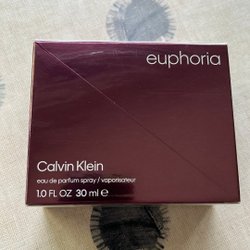 euphoria
Calvin Klein
eau de parfum spray / vaporisateur
1.0 FL OZ 30 ml ℮